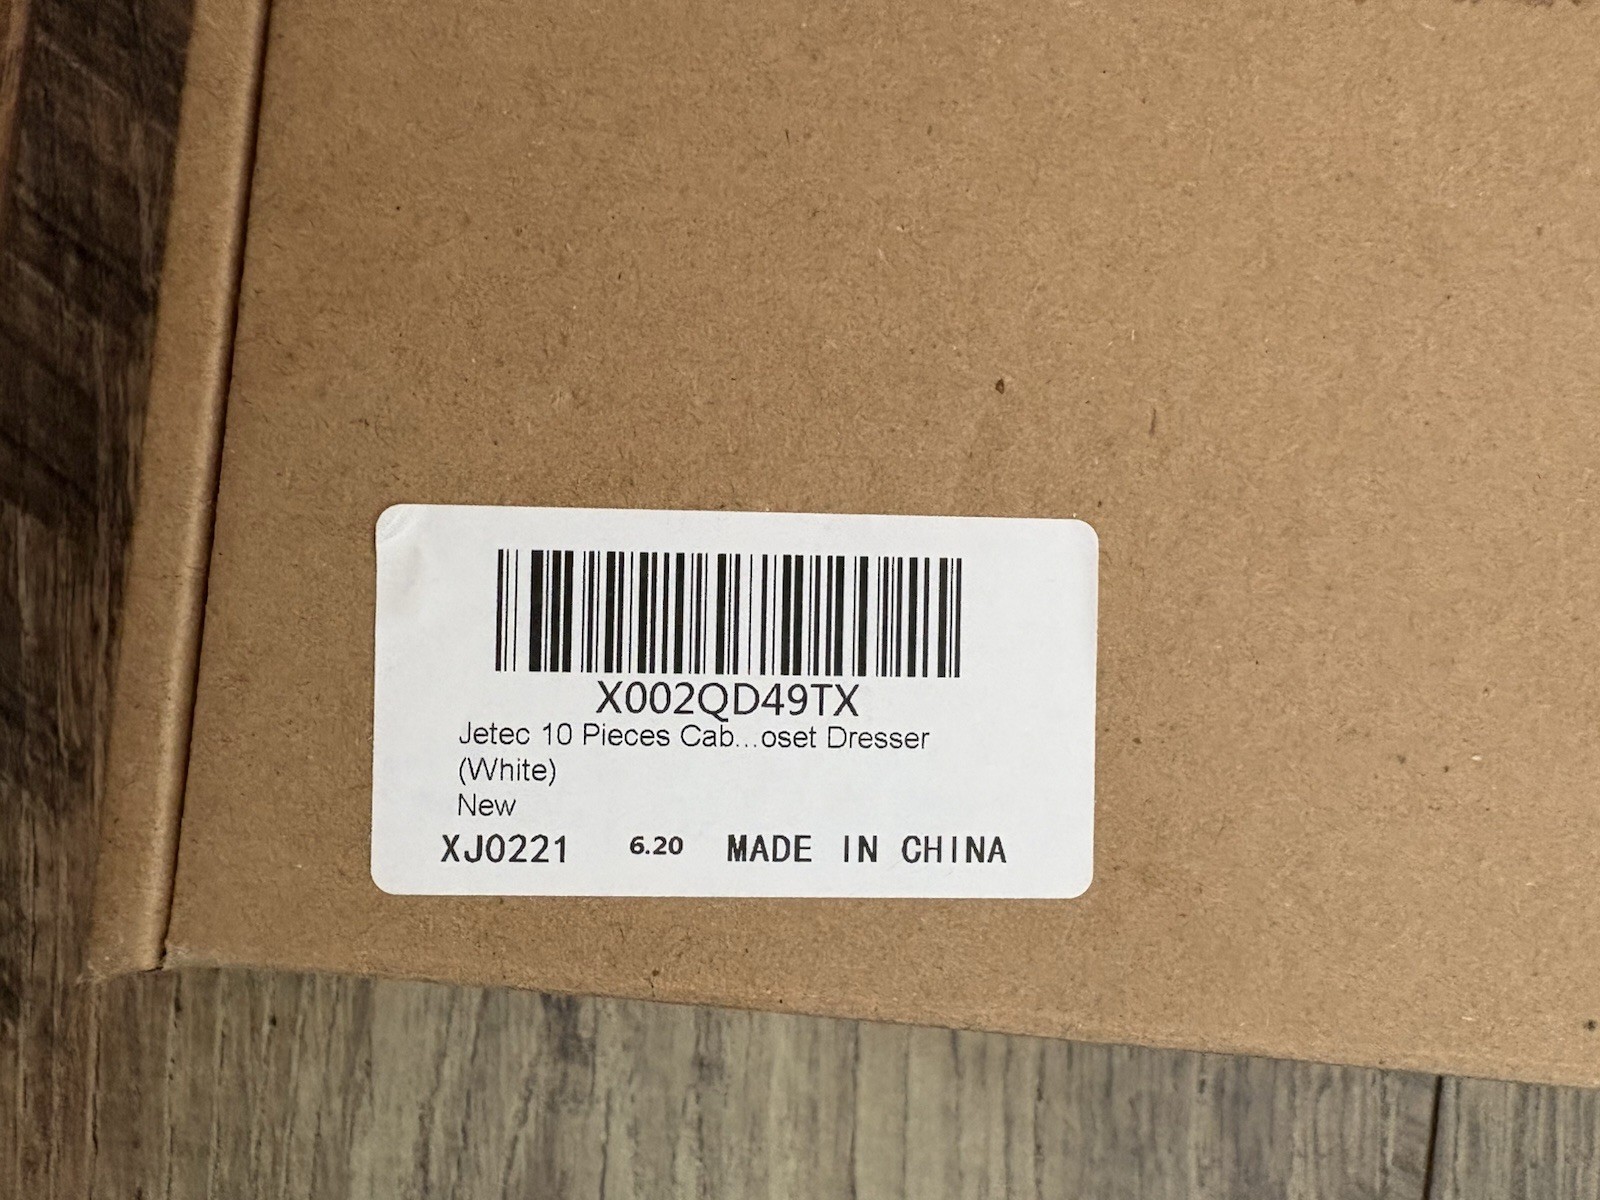 X002QD49TX
Jetec 10 Pieces Cab...oset Dresser
(White)
New
XJ0221 6.20 MADE IN CHINA